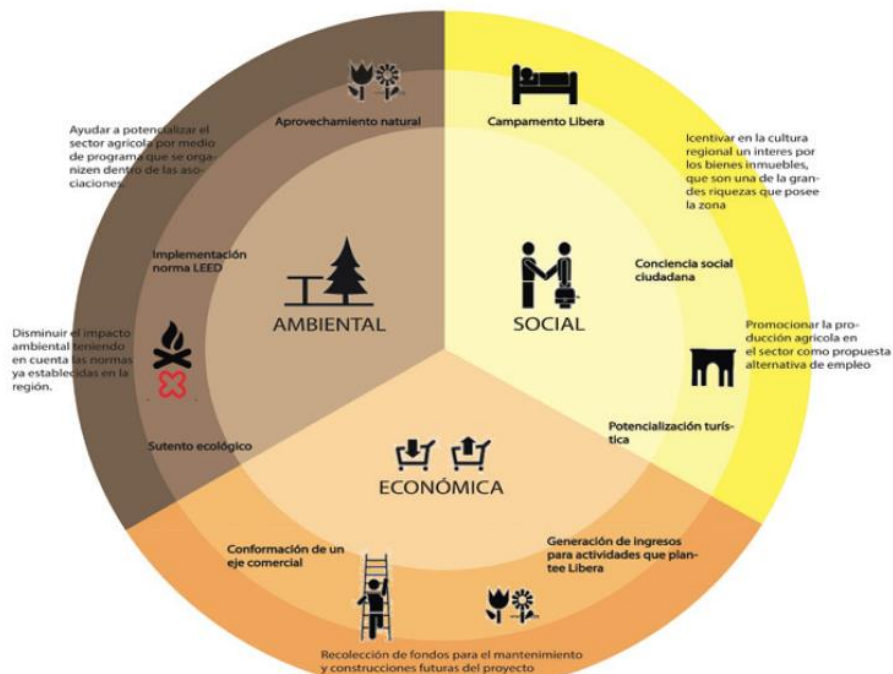 Aprovechamiento natural
Campamento Libera
Ayudar a potencializar el
sector agrícola por medio
de programa que se orga-
nizen dentro de las aso-
ciaciones.
Icentivar en la cultura
regional un interes por
los bienes inmuebles,
que son una de la gran-
des riquezas que posee
la zona
Implementación
norma LEED
Conciencia social
ciudadana
AMBIENTAL
SOCIAL
Disminuir el impacto
ambiental teniendo
en cuenta las normas
ya establecidas en la
región.
Promocionar la pro-
ducción agricola en
el sector como propuesta
alternativa de empleo
Sutento ecológico
Potencialización turís-
tica
ECONÓMICA
Conformación de un
eje comercial
Generación de ingresos
para actividades que plan-
tee Libera
Recolección de fondos para el mantenimiento
y construcciones futuras del proyecto